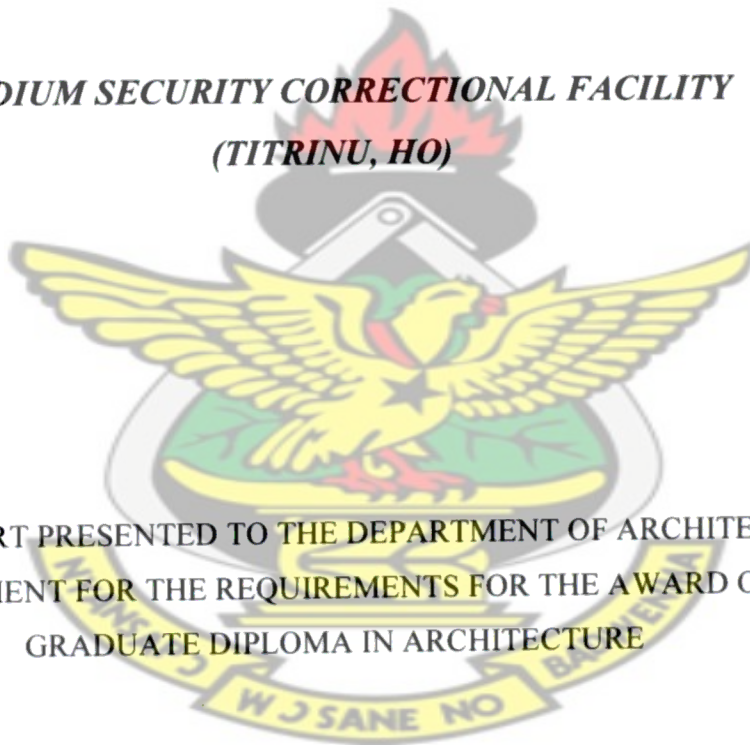 DIUM SECURITY CORRECTIONAL FACILITY
(TITRINU, HO)
RT PRESENTED TO THE DEPARTMENT OF ARCHITE
MENT FOR THE REQUIREMENTS FOR THE AWARD O
GRADUATE DIPLOMA IN ARCHITECTURE
W Ɔ SANE NO